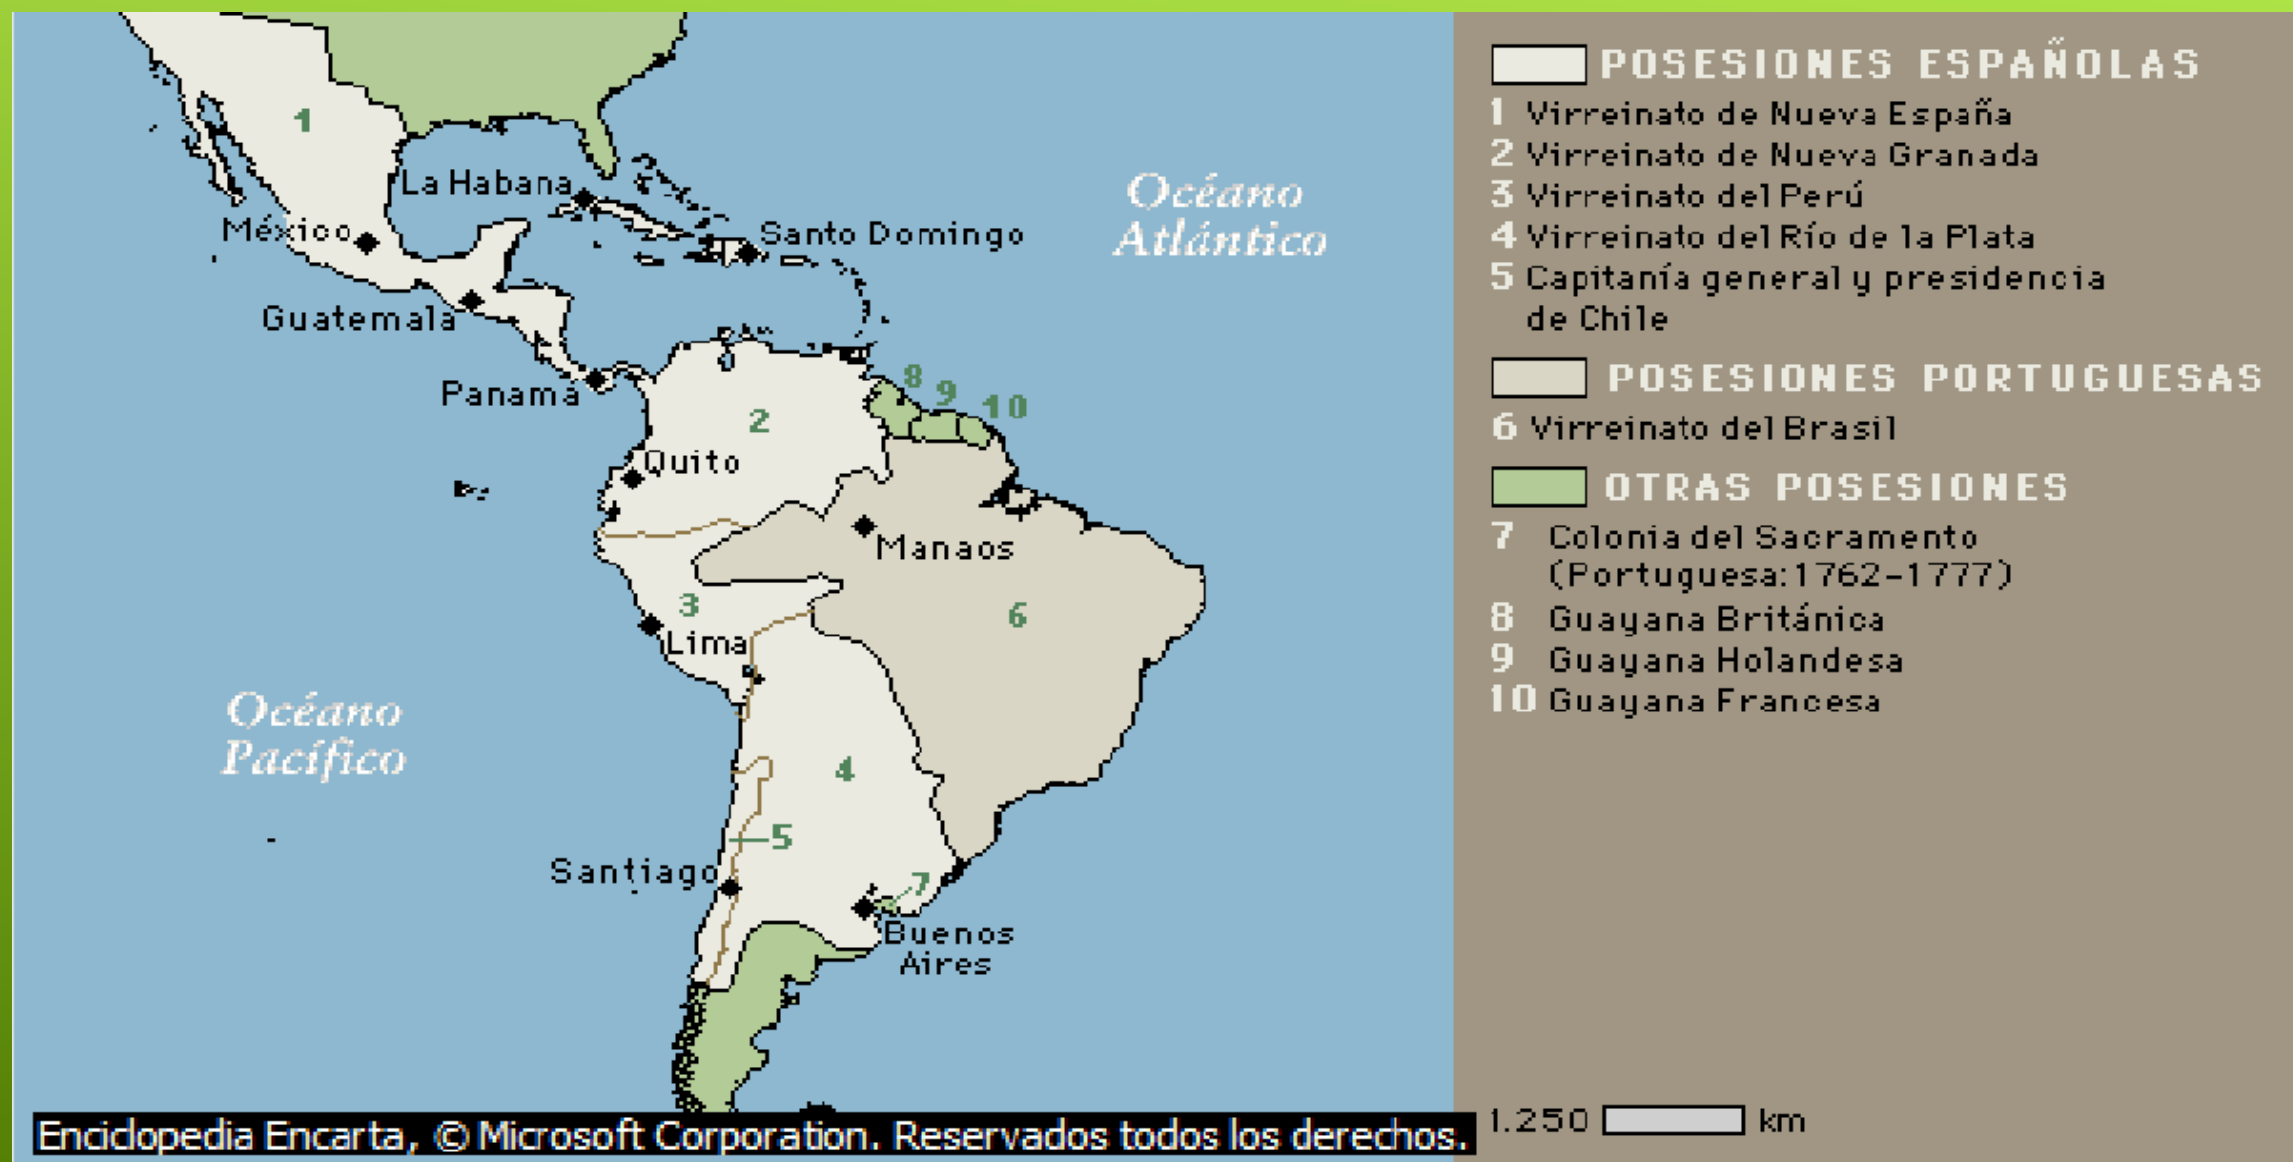 1
La Habana
México
Santo Domingo
Océano
Atlántico
Guatemala
Panamá
8
9
10
2
Quito
Manaos
3
6
Lima
Océano
Pacífico
4
5
Santiago
7
Buenos
Aires
Enciclopedia Encarta, © Microsoft Corporation. Reservados todos los derechos.
POSESIONES ESPAÑOLAS
1 Virreinato de Nueva España
2 Virreinato de Nueva Granada
3 Virreinato del Perú
4 Virreinato del Río de la Plata
5 Capitanía general y presidencia
de Chile
POSESIONES PORTUGUESAS
6 Virreinato del Brasil
OTRAS POSESIONES
7 Colonia del Sacramento
(Portuguesa:1762-1777)
8 Guayana Británica
9 Guayana Holandesa
10 Guayana Francesa
1.250 km